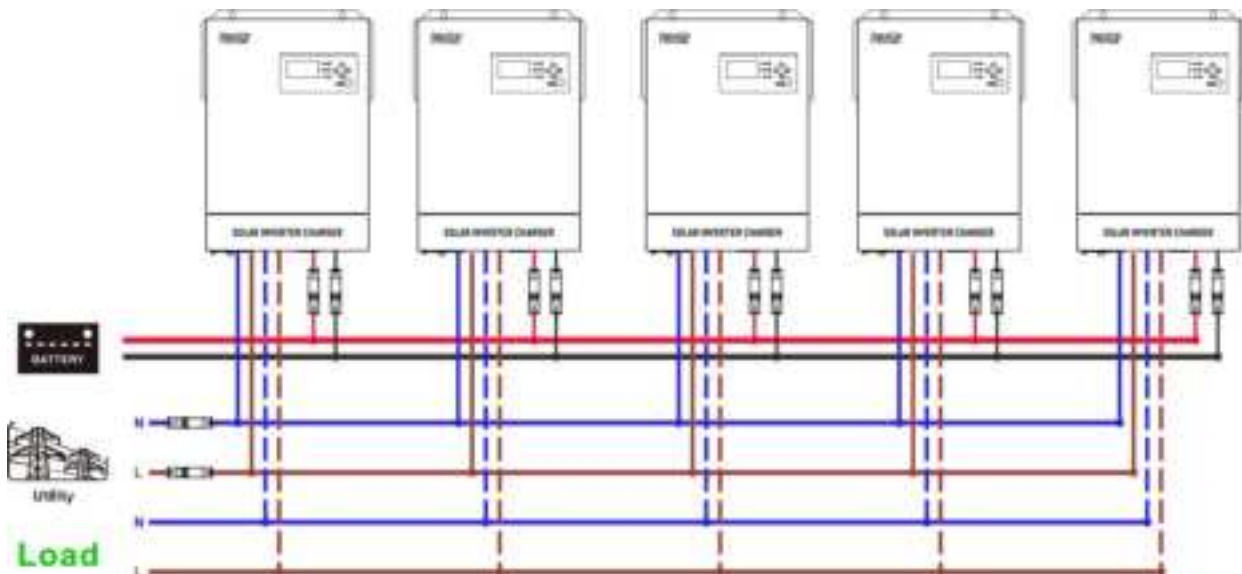 SOLAR INVERTER CHARGER
SOLAR INVERTER CHARGER
SOLAR INVERTER CHARGER
SOLAR INVERTER CHARGER
SOLAR INVERTER CHARGER
BATTERY
N
L
Utility
N
Load
L